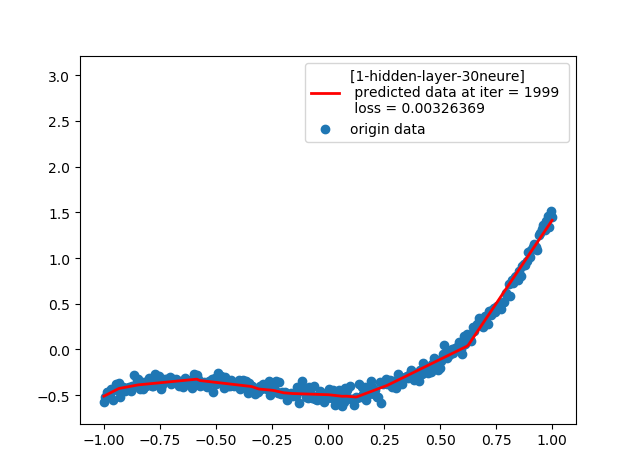 [1-hidden-layer-30neure]
predicted data at iter = 1999
loss = 0.00326369
origin data
3.0
2.5
2.0
1.5
1.0
0.5
0.0
−0.5
−1.00 −0.75 −0.50 −0.25 0.00 0.25 0.50 0.75 1.00